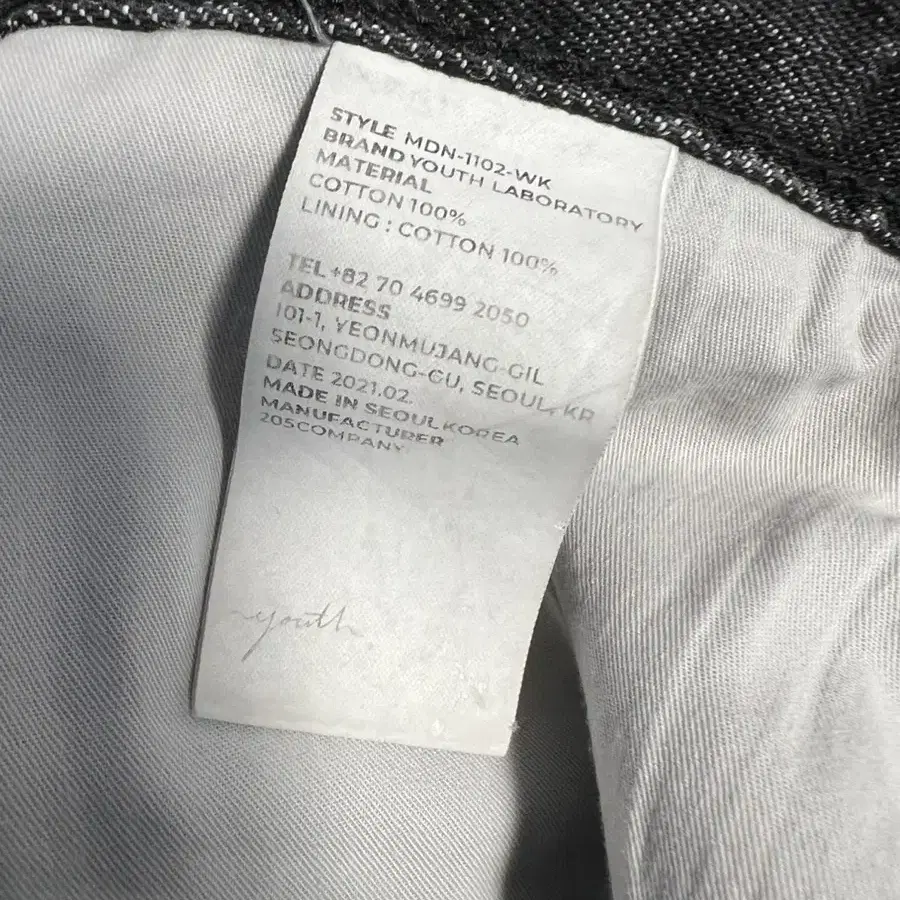 STYLE MDN-1102-WK
BRAND YOUTH LABORATORY
MATERIAL
COTTON 100%
LINING : COTTON 100%
TEL +82 70 4699 2050
ADDRESS
101-1, YEONMUJANG-GIL
SEONGDONG-GU, SEOUL, KR
DATE 2021.02.
MADE IN SEOUL KOREA
MANUFACTURER
205COMPANY
youth